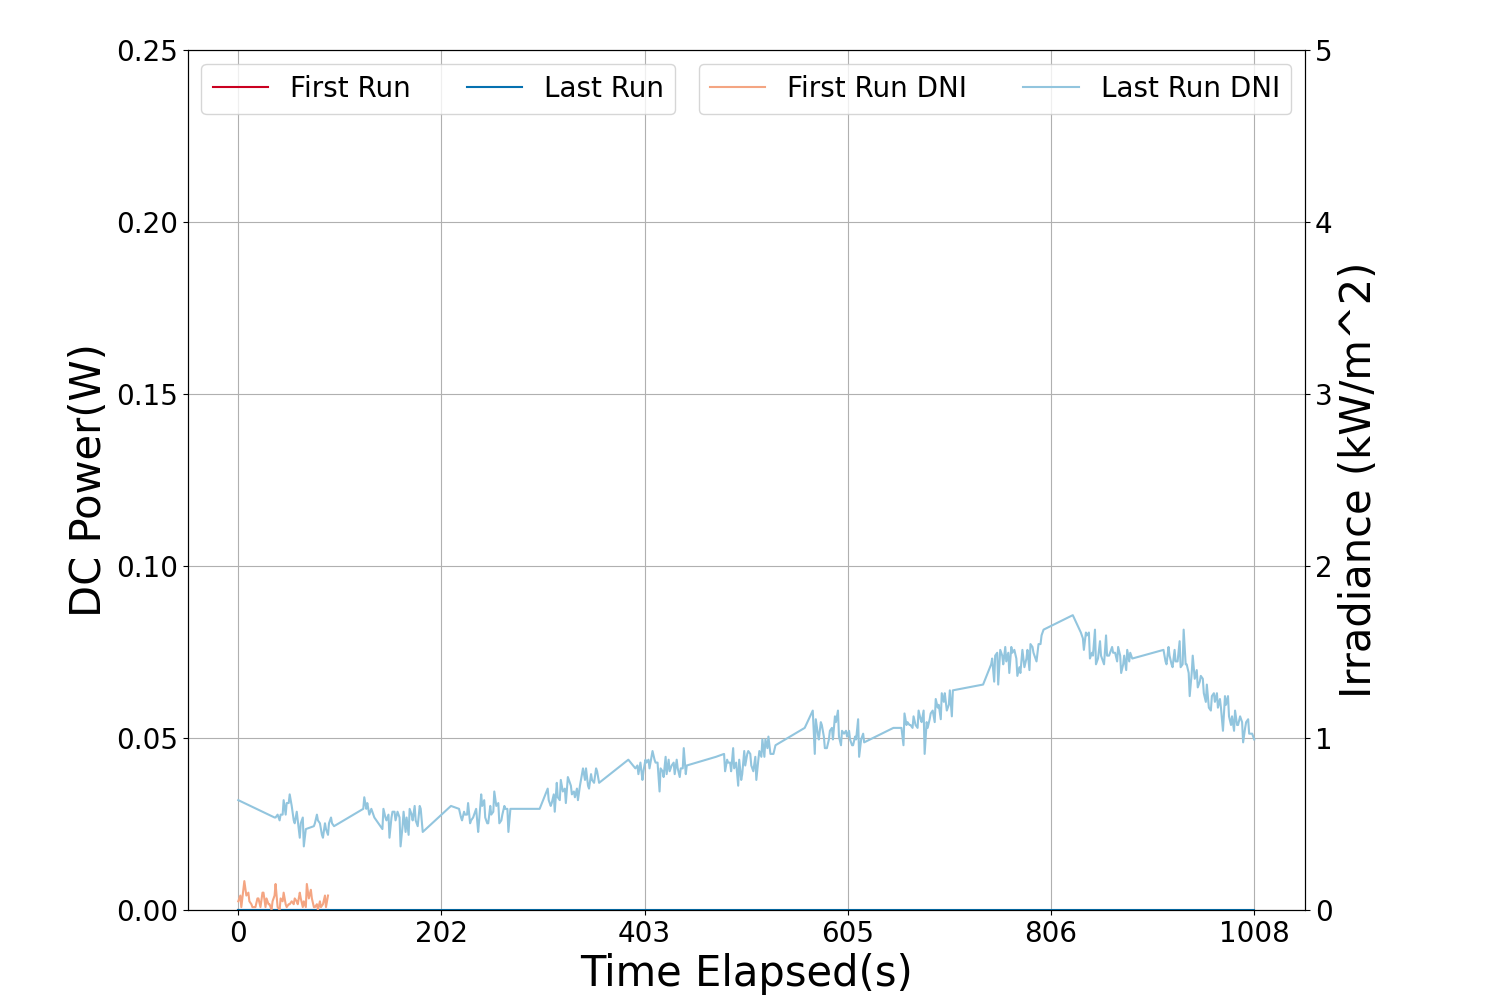 First Run
Last Run
First Run DNI
Last Run DNI
DC Power(W)
0.25
0.20
0.15
0.10
0.05
0.00
5
4
3
2
1
0
Irradiance (kW/m^2)
0 202 403 605 806 1008
Time Elapsed(s)